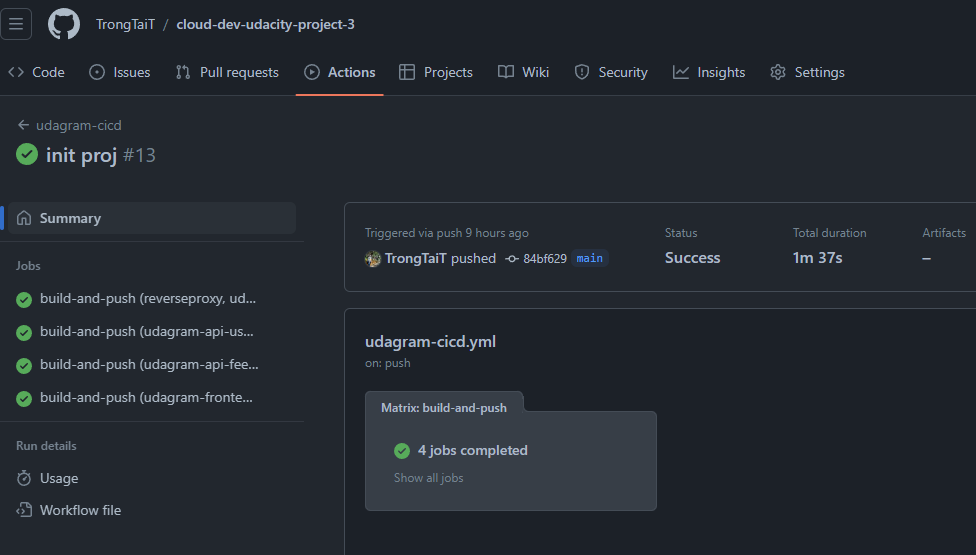 TrongTaiT / cloud-dev-udacity-project-3
Code Issues Pull requests Actions Projects Wiki Security Insights Settings
udagram-cicd
init proj #13
Summary
Jobs
build-and-push (reverseproxy, ud...
build-and-push (udagram-api-us...
build-and-push (udagram-api-fee...
build-and-push (udagram-fronte...
Run details
Usage
Workflow file
Triggered via push 9 hours ago
TrongTaiT pushed 84bf629 main
Status
Success
Total duration
1m 37s
Artifacts
–
udagram-cicd.yml
on: push
Matrix: build-and-push
4 jobs completed
Show all jobs